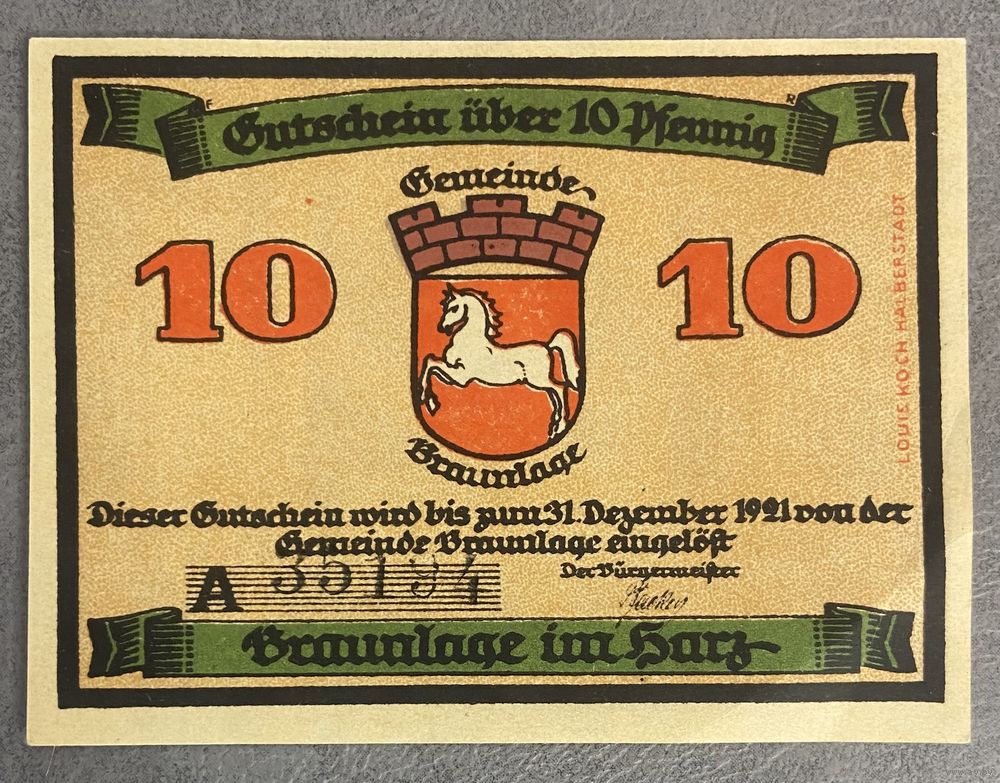 F
R
Gutschein über 10 Pfennig
Gemeinde
10
10
Braunlage
LOUIS KOCH HALBERSTADT
Dieser Gutschein wird bis zum 31. Dezember 1921 von der
Gemeinde Braunlage eingelöst
Der Bürgermeister
A 35194
Braunlage im Harz